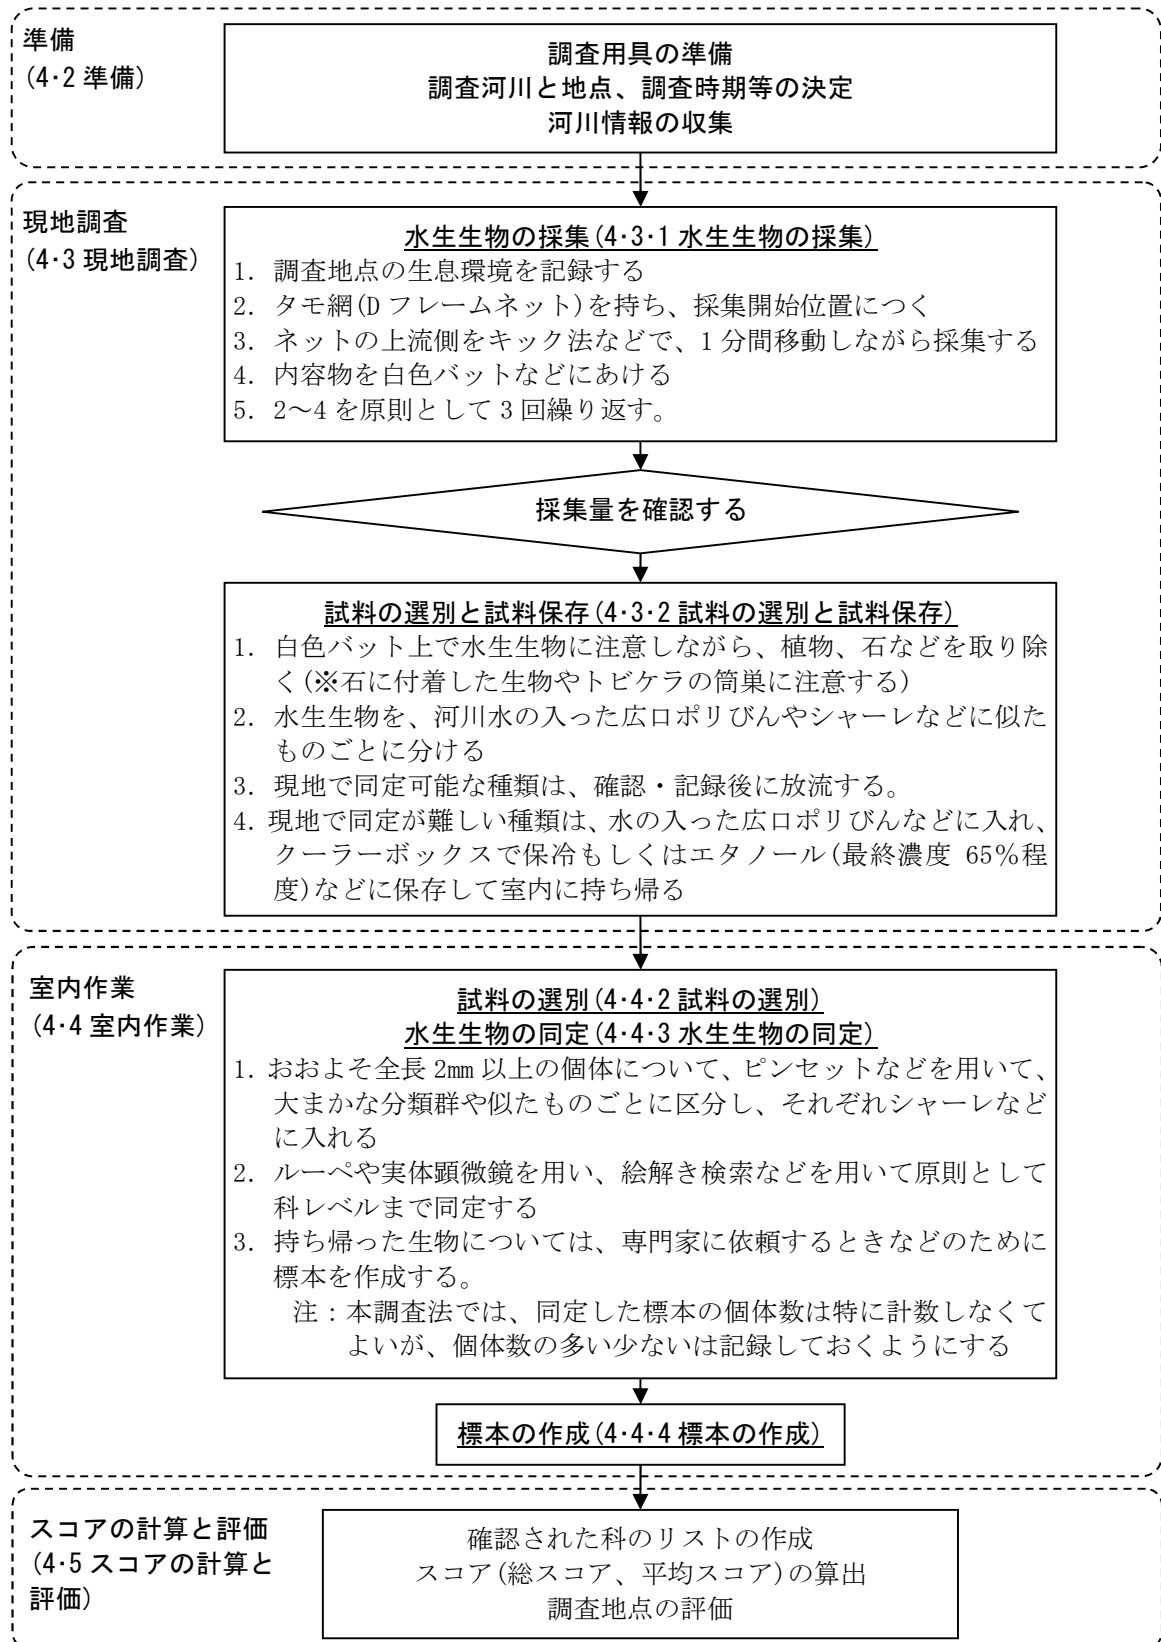 準備
(4·2 準備)
調査用具の準備
調査河川と地点、調査時期等の決定
河川情報の収集
現地調査
(4·3 現地調査)
水生生物の採集(4·3·1 水生生物の採集)
1. 調査地点の生息環境を記録する
2. タモ網(D フレームネット)を持ち、採集開始位置につく
3. ネットの上流側をキック法などで、1 分間移動しながら採集する
4. 内容物を白色バットなどにあける
5. 2～4 を原則として 3 回繰り返す。
採集量を確認する
試料の選別と試料保存(4·3·2 試料の選別と試料保存)
1. 白色バット上で水生生物に注意しながら、植物、石などを取り除
く(※石に付着した生物やトビケラの筒巣に注意する)
2. 水生生物を、河川水の入った広口ポリびんやシャーレなどに似た
ものごとに分ける
3. 現地で同定可能な種類は、確認・記録後に放流する。
4. 現地で同定が難しい種類は、水の入った広口ポリびんなどに入れ、
クーラーボックスで保冷もしくはエタノール(最終濃度 65%程
度)などに保存して室内に持ち帰る
室内作業
(4·4 室内作業)
試料の選別(4·4·2 試料の選別)
水生生物の同定(4·4·3 水生生物の同定)
1. おおよそ全長 2mm 以上の個体について、ピンセットなどを用いて、
大まかな分類群や似たものごとに区分し、それぞれシャーレなど
に入れる
2. ルーペや実体顕微鏡を用い、絵解き検索などを用いて原則として
科レベルまで同定する
3. 持ち帰った生物については、専門家に依頼するときなどのために
標本を作成する。
注：本調査法では、同定した標本の個体数は特に計数しなくて
よいが、個体数の多い少ないは記録しておくようにする
標本の作成(4·4·4 標本の作成)
スコアの計算と評価
(4·5 スコアの計算と
評価)
確認された科のリストの作成
スコア(総スコア、平均スコア)の算出
調査地点の評価